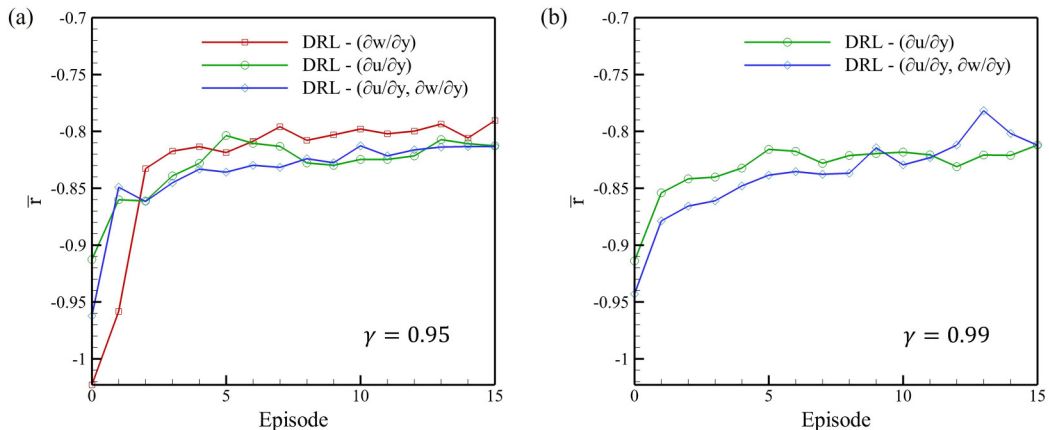 (a)
-0.7
-0.75
-0.8
-0.85
-0.9
-0.95
-1
r̅
DRL - (∂w/∂y)
DRL - (∂u/∂y)
DRL - (∂u/∂y, ∂w/∂y)
γ = 0.95
0 5 10 15
Episode
(b)
-0.7
-0.75
-0.8
-0.85
-0.9
-0.95
-1
r̅
DRL - (∂u/∂y)
DRL - (∂u/∂y, ∂w/∂y)
γ = 0.99
0 5 10 15
Episode